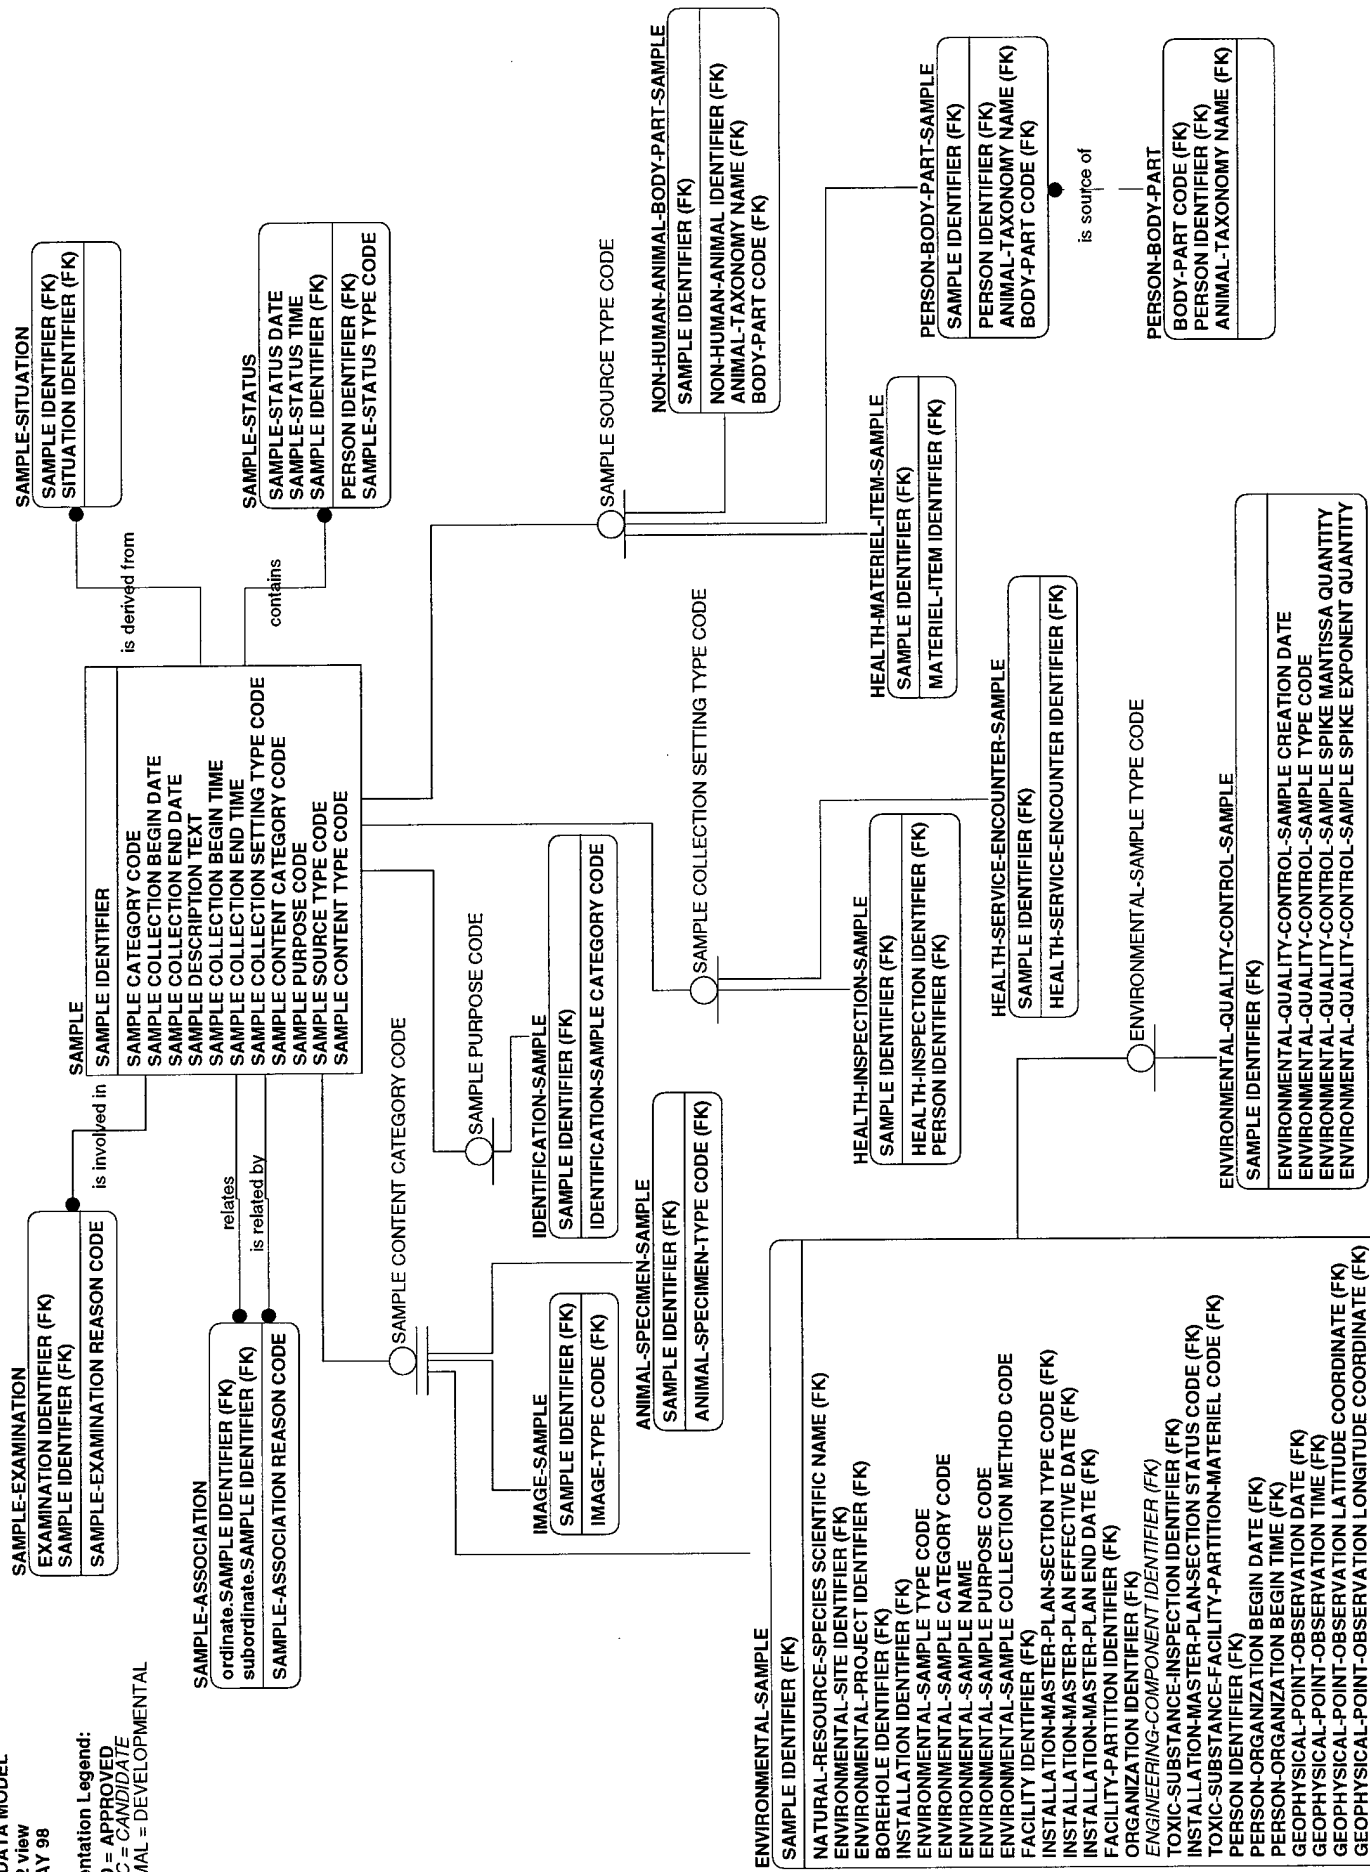 DATA MODEL
view
AY 98
entation Legend:
= APPROVED
C = CANDIDATE
MAL = DEVELOPMENTAL
SAMPLE-EXAMINATION
EXAMINATION IDENTIFIER (FK)
SAMPLE IDENTIFIER (FK)
SAMPLE-EXAMINATION REASON CODE
is involved in
SAMPLE-ASSOCIATION
ordinate.SAMPLE IDENTIFIER (FK)
subordinate.SAMPLE IDENTIFIER (FK)
SAMPLE-ASSOCIATION REASON CODE
relates
is related by
SAMPLE
SAMPLE IDENTIFIER
SAMPLE CATEGORY CODE
SAMPLE COLLECTION BEGIN DATE
SAMPLE COLLECTION END DATE
SAMPLE DESCRIPTION TEXT
SAMPLE COLLECTION BEGIN TIME
SAMPLE COLLECTION END TIME
SAMPLE COLLECTION SETTING TYPE CODE
SAMPLE CONTENT CATEGORY CODE
SAMPLE PURPOSE CODE
SAMPLE SOURCE TYPE CODE
SAMPLE CONTENT TYPE CODE
is derived from
SAMPLE-SITUATION
SAMPLE IDENTIFIER (FK)
SITUATION IDENTIFIER (FK)
contains
SAMPLE-STATUS
SAMPLE-STATUS DATE
SAMPLE-STATUS TIME
SAMPLE IDENTIFIER (FK)
PERSON IDENTIFIER (FK)
SAMPLE-STATUS TYPE CODE
SAMPLE CONTENT CATEGORY CODE
SAMPLE PURPOSE CODE
IDENTIFICATION-SAMPLE
SAMPLE IDENTIFIER (FK)
IDENTIFICATION-SAMPLE CATEGORY CODE
IMAGE-SAMPLE
SAMPLE IDENTIFIER (FK)
IMAGE-TYPE CODE (FK)
ANIMAL-SPECIMEN-SAMPLE
SAMPLE IDENTIFIER (FK)
ANIMAL-SPECIMEN-TYPE CODE (FK)
SAMPLE COLLECTION SETTING TYPE CODE
HEALTH-INSPECTION-SAMPLE
SAMPLE IDENTIFIER (FK)
HEALTH-INSPECTION IDENTIFIER (FK)
PERSON IDENTIFIER (FK)
HEALTH-SERVICE-ENCOUNTER-SAMPLE
SAMPLE IDENTIFIER (FK)
HEALTH-SERVICE-ENCOUNTER IDENTIFIER (FK)
SAMPLE SOURCE TYPE CODE
HEALTH-MATERIEL-ITEM-SAMPLE
SAMPLE IDENTIFIER (FK)
MATERIEL-ITEM IDENTIFIER (FK)
NON-HUMAN-ANIMAL-BODY-PART-SAMPLE
SAMPLE IDENTIFIER (FK)
NON-HUMAN-ANIMAL IDENTIFIER (FK)
ANIMAL-TAXONOMY NAME (FK)
BODY-PART CODE (FK)
PERSON-BODY-PART-SAMPLE
SAMPLE IDENTIFIER (FK)
PERSON IDENTIFIER (FK)
ANIMAL-TAXONOMY NAME (FK)
BODY-PART CODE (FK)
is source of
PERSON-BODY-PART
BODY-PART CODE (FK)
PERSON IDENTIFIER (FK)
ANIMAL-TAXONOMY NAME (FK)
ENVIRONMENTAL-SAMPLE
SAMPLE IDENTIFIER (FK)
NATURAL-RESOURCE-SPECIES SCIENTIFIC NAME (FK)
ENVIRONMENTAL-SITE IDENTIFIER (FK)
ENVIRONMENTAL-PROJECT IDENTIFIER (FK)
BOREHOLE IDENTIFIER (FK)
INSTALLATION IDENTIFIER (FK)
ENVIRONMENTAL-SAMPLE TYPE CODE
ENVIRONMENTAL-SAMPLE CATEGORY CODE
ENVIRONMENTAL-SAMPLE NAME
ENVIRONMENTAL-SAMPLE PURPOSE CODE
ENVIRONMENTAL-SAMPLE COLLECTION METHOD CODE
FACILITY IDENTIFIER (FK)
INSTALLATION-MASTER-PLAN-SECTION TYPE CODE (FK)
INSTALLATION-MASTER-PLAN EFFECTIVE DATE (FK)
INSTALLATION-MASTER-PLAN END DATE (FK)
FACILITY-PARTITION IDENTIFIER (FK)
ORGANIZATION IDENTIFIER (FK)
ENGINEERING-COMPONENT IDENTIFIER (FK)
TOXIC-SUBSTANCE-INSPECTION IDENTIFIER (FK)
INSTALLATION-MASTER-PLAN-SECTION STATUS CODE (FK)
TOXIC-SUBSTANCE-FACILITY-PARTITION-MATERIEL CODE (FK)
PERSON IDENTIFIER (FK)
PERSON-ORGANIZATION BEGIN DATE (FK)
PERSON-ORGANIZATION BEGIN TIME (FK)
GEOPHYSICAL-POINT-OBSERVATION DATE (FK)
GEOPHYSICAL-POINT-OBSERVATION TIME (FK)
GEOPHYSICAL-POINT-OBSERVATION LATITUDE COORDINATE (FK)
GEOPHYSICAL-POINT-OBSERVATION LONGITUDE COORDINATE (FK)
ENVIRONMENTAL-SAMPLE TYPE CODE
ENVIRONMENTAL-QUALITY-CONTROL-SAMPLE
SAMPLE IDENTIFIER (FK)
ENVIRONMENTAL-QUALITY-CONTROL-SAMPLE CREATION DATE
ENVIRONMENTAL-QUALITY-CONTROL-SAMPLE TYPE CODE
ENVIRONMENTAL-QUALITY-CONTROL-SAMPLE SPIKE MANTISSA QUANTITY
ENVIRONMENTAL-QUALITY-CONTROL-SAMPLE SPIKE EXPONENT QUANTITY